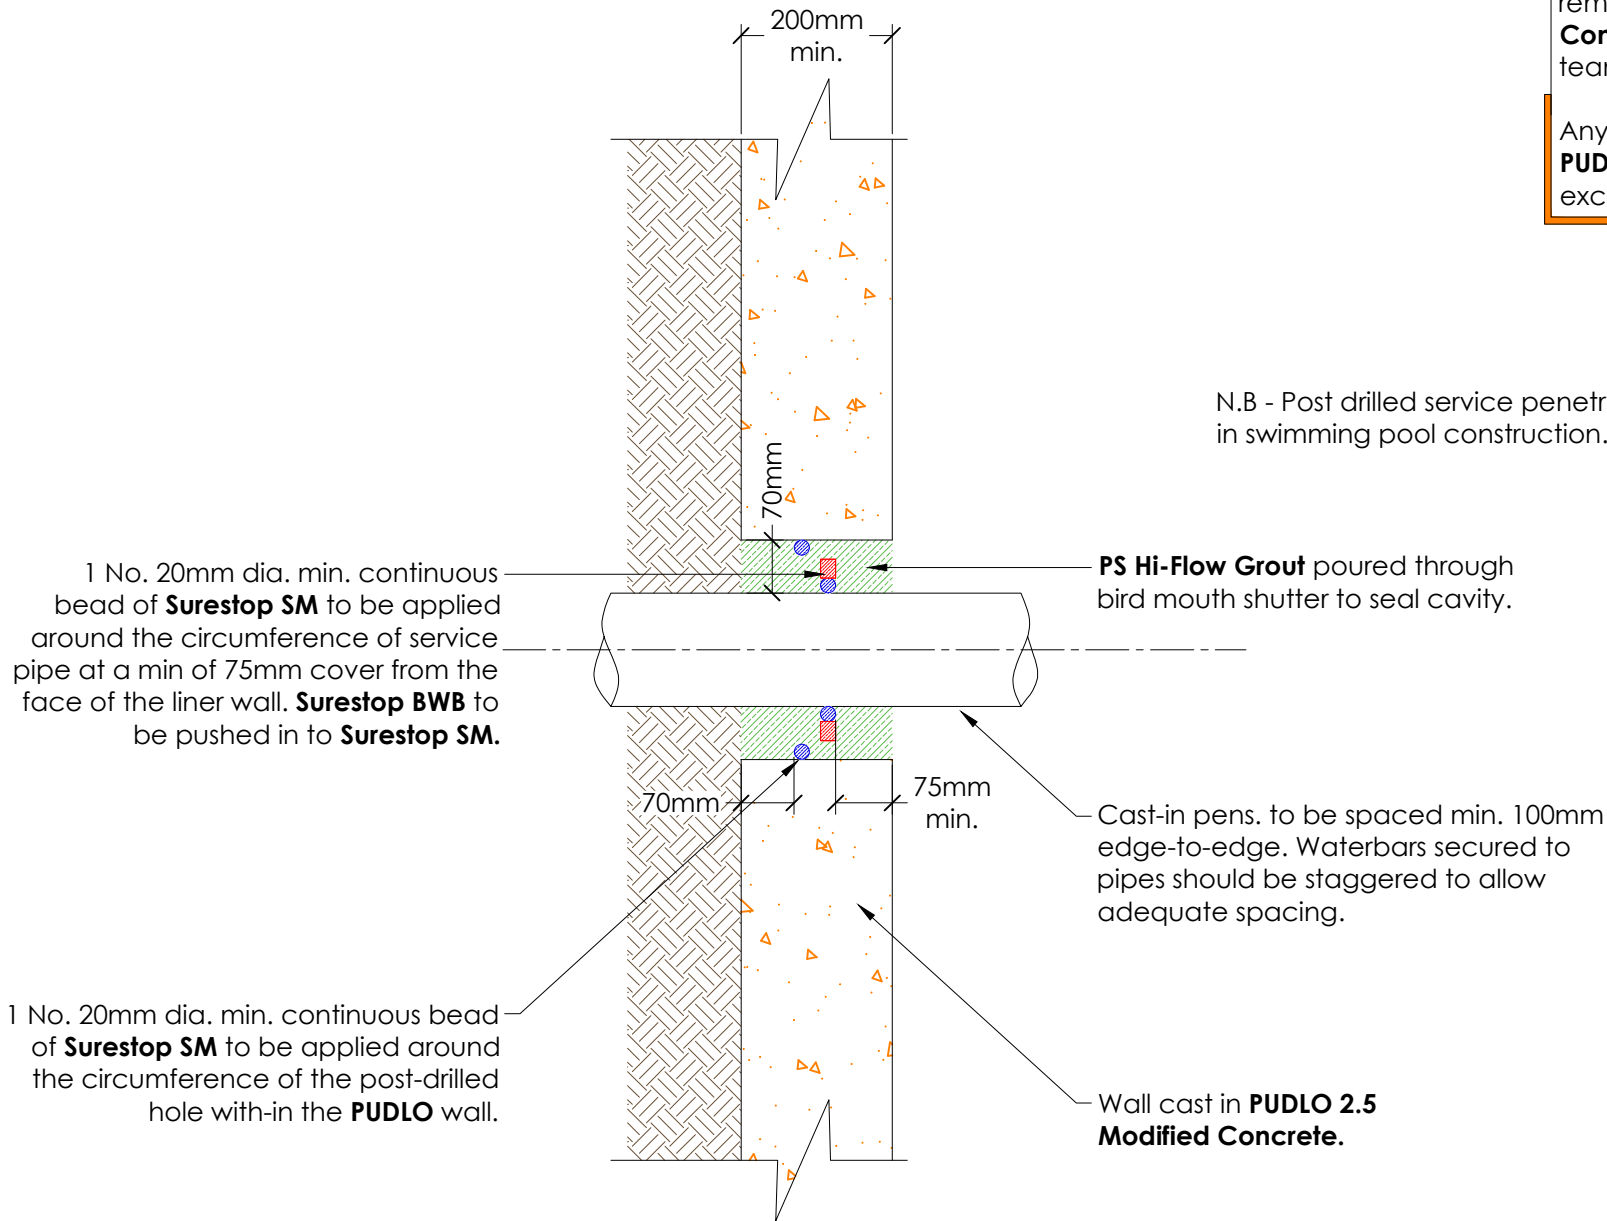 200mm
min.
rem
Con
tear
Any
PUD
exc
N.B - Post drilled service penetr
in swimming pool construction.
70mm
1 No. 20mm dia. min. continuous
bead of Surestop SM to be applied
around the circumference of service
pipe at a min of 75mm cover from the
face of the liner wall. Surestop BWB to
be pushed in to Surestop SM.
PS Hi-Flow Grout poured through
bird mouth shutter to seal cavity.
70mm
75mm
min.
Cast-in pens. to be spaced min. 100mm
edge-to-edge. Waterbars secured to
pipes should be staggered to allow
adequate spacing.
1 No. 20mm dia. min. continuous bead
of Surestop SM to be applied around
the circumference of the post-drilled
hole with-in the PUDLO wall.
Wall cast in PUDLO 2.5
Modified Concrete.